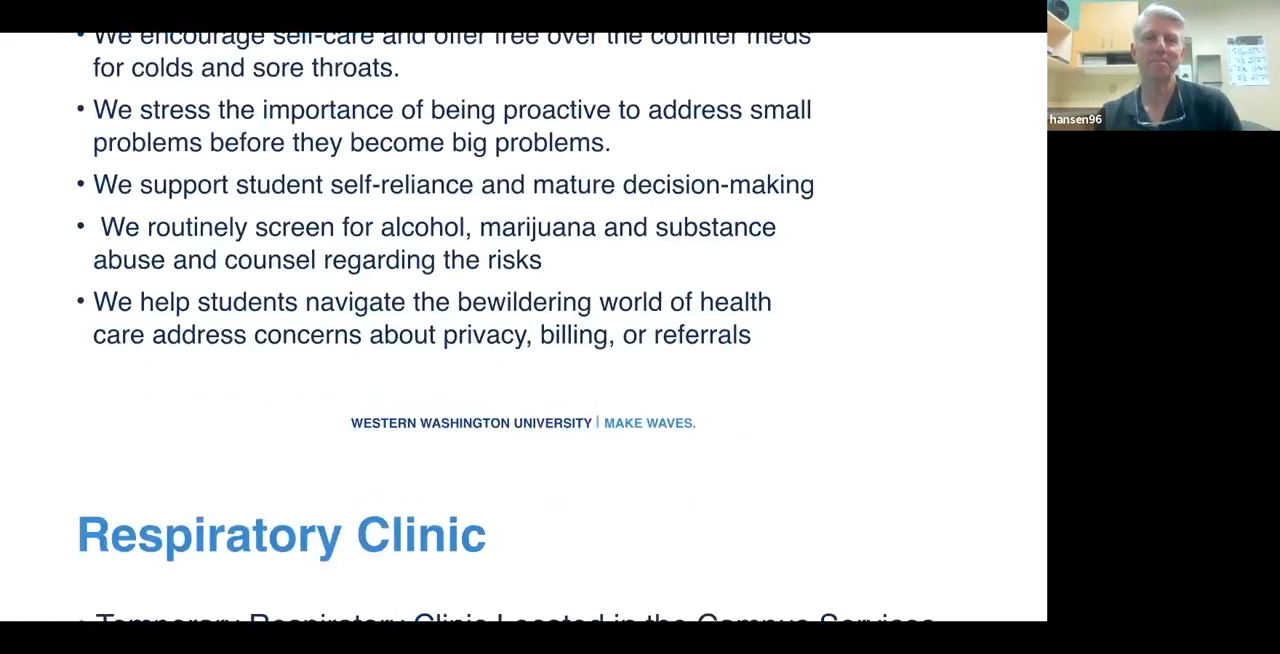 • We encourage self-care and offer free over the counter meds
for colds and sore throats.
• We stress the importance of being proactive to address small
problems before they become big problems.
• We support student self-reliance and mature decision-making
• We routinely screen for alcohol, marijuana and substance
abuse and counsel regarding the risks
• We help students navigate the bewildering world of health
care address concerns about privacy, billing, or referrals
WESTERN WASHINGTON UNIVERSITY | MAKE WAVES.
Respiratory Clinic
• Temporary Respiratory Clinic Located in the Campus Services
hansen96